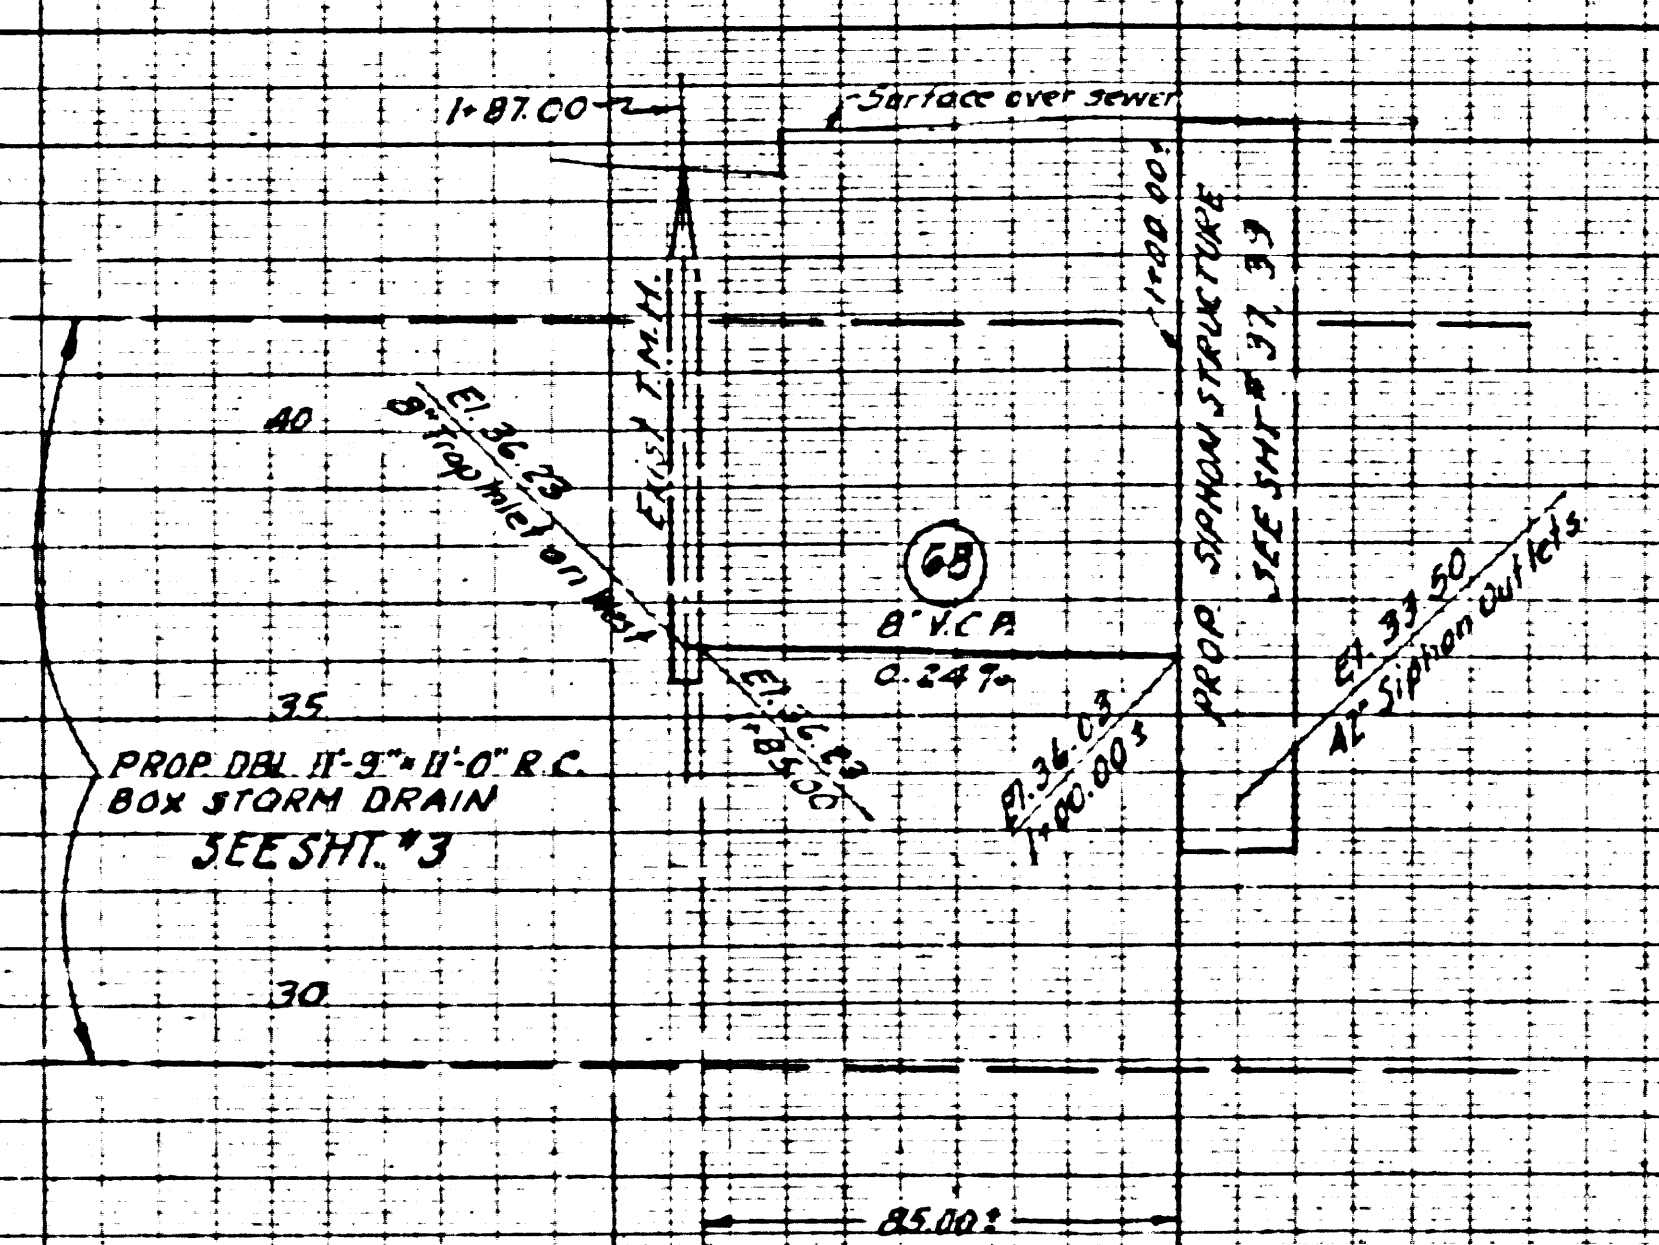 1+87.00
Surface over sewer
1+00.00±
PROP. SIPHON STRUCTURE
SEE SHT # 37, 39
EXIST T.M.H.
El. 36.23
8" Trap inlet on West
40
6B
8" V.C.P.
0.24%
El. 33.50
Siphon Outlets
35
El. 36.23
1+85.00
El. 36.03
1+00.00±
PROP. DBL 11'-9" x 11'-0" R.C.
BOX STORM DRAIN
SEE SHT. #3
30
85.00±